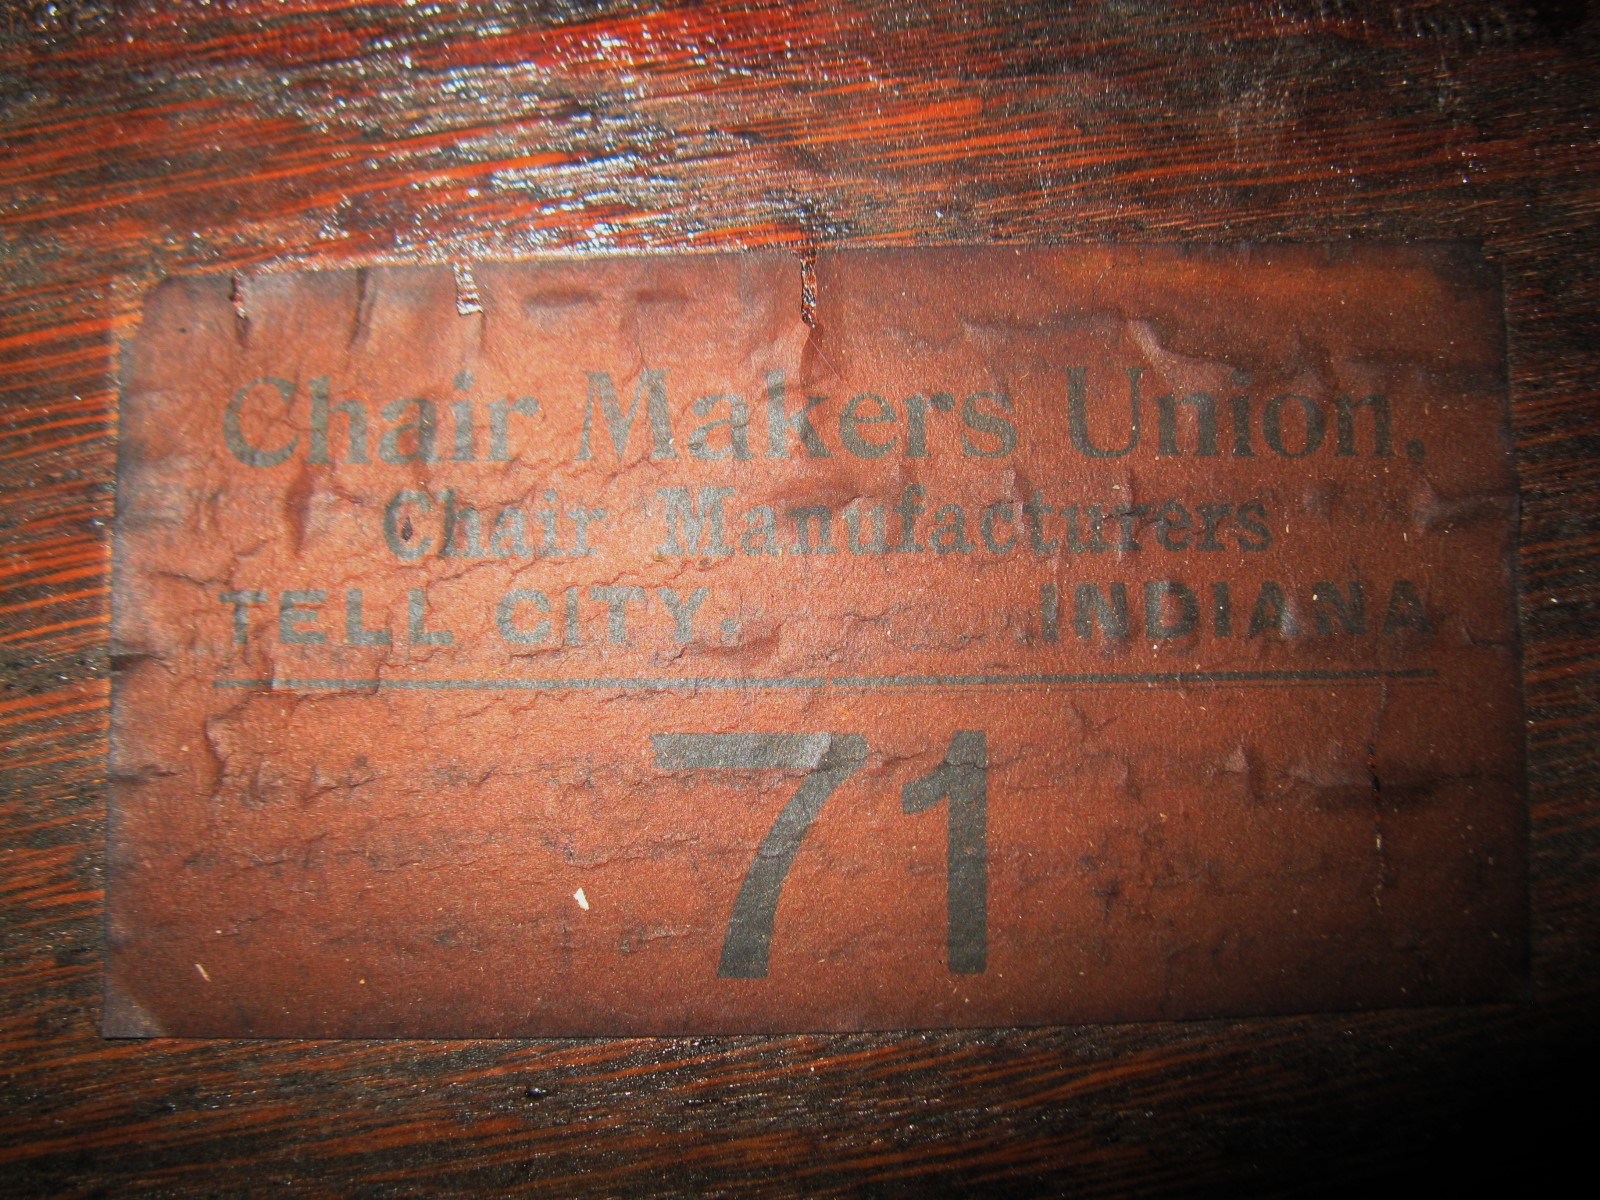 Chair Makers Union,
Chair Manufacturers
TELL CITY. INDIANA
71